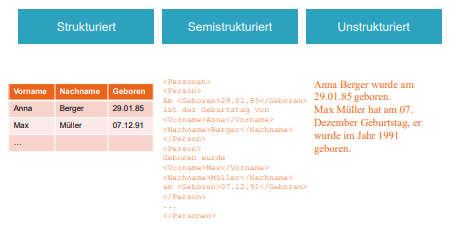 Strukturiert
Semistrukturiert
Unstrukturiert
Vorname Nachname Geboren
Anna Berger 29.01.85
Max Müller 07.12.91
...
<Personen>
<Person>
Am <Geboren>29.01.85</Geboren>
ist der Geburtstag von
<Vorname>Anna</Vorname>
<Nachname>Berger</Nachname>
</Person>
<Person>
Geboren wurde
<Vorname>Max</Vorname>
<Nachname>Müller</Nachname>
am <Geboren>07.12.91</Geboren>
</Person>
...
</Personen>
Anna Berger wurde am
29.01.85 geboren.
Max Müller hat am 07.
Dezember Geburtstag, er
wurde im Jahr 1991
geboren.